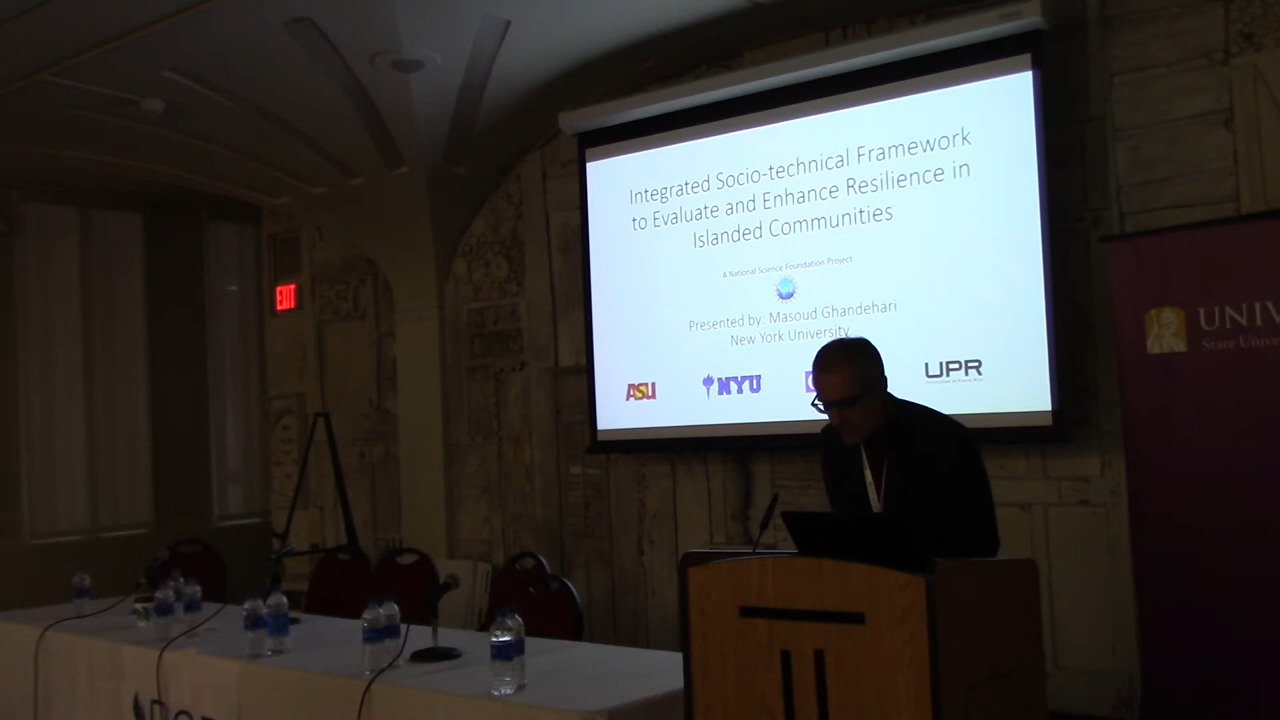 Integrated Socio-technical Framework
to Evaluate and Enhance Resilience in
Islanded Communities
A National Science Foundation Project
Presented by: Masoud Ghandehari
New York University
ASU
NYU
UPR
EXIT
UNIV
State Univer